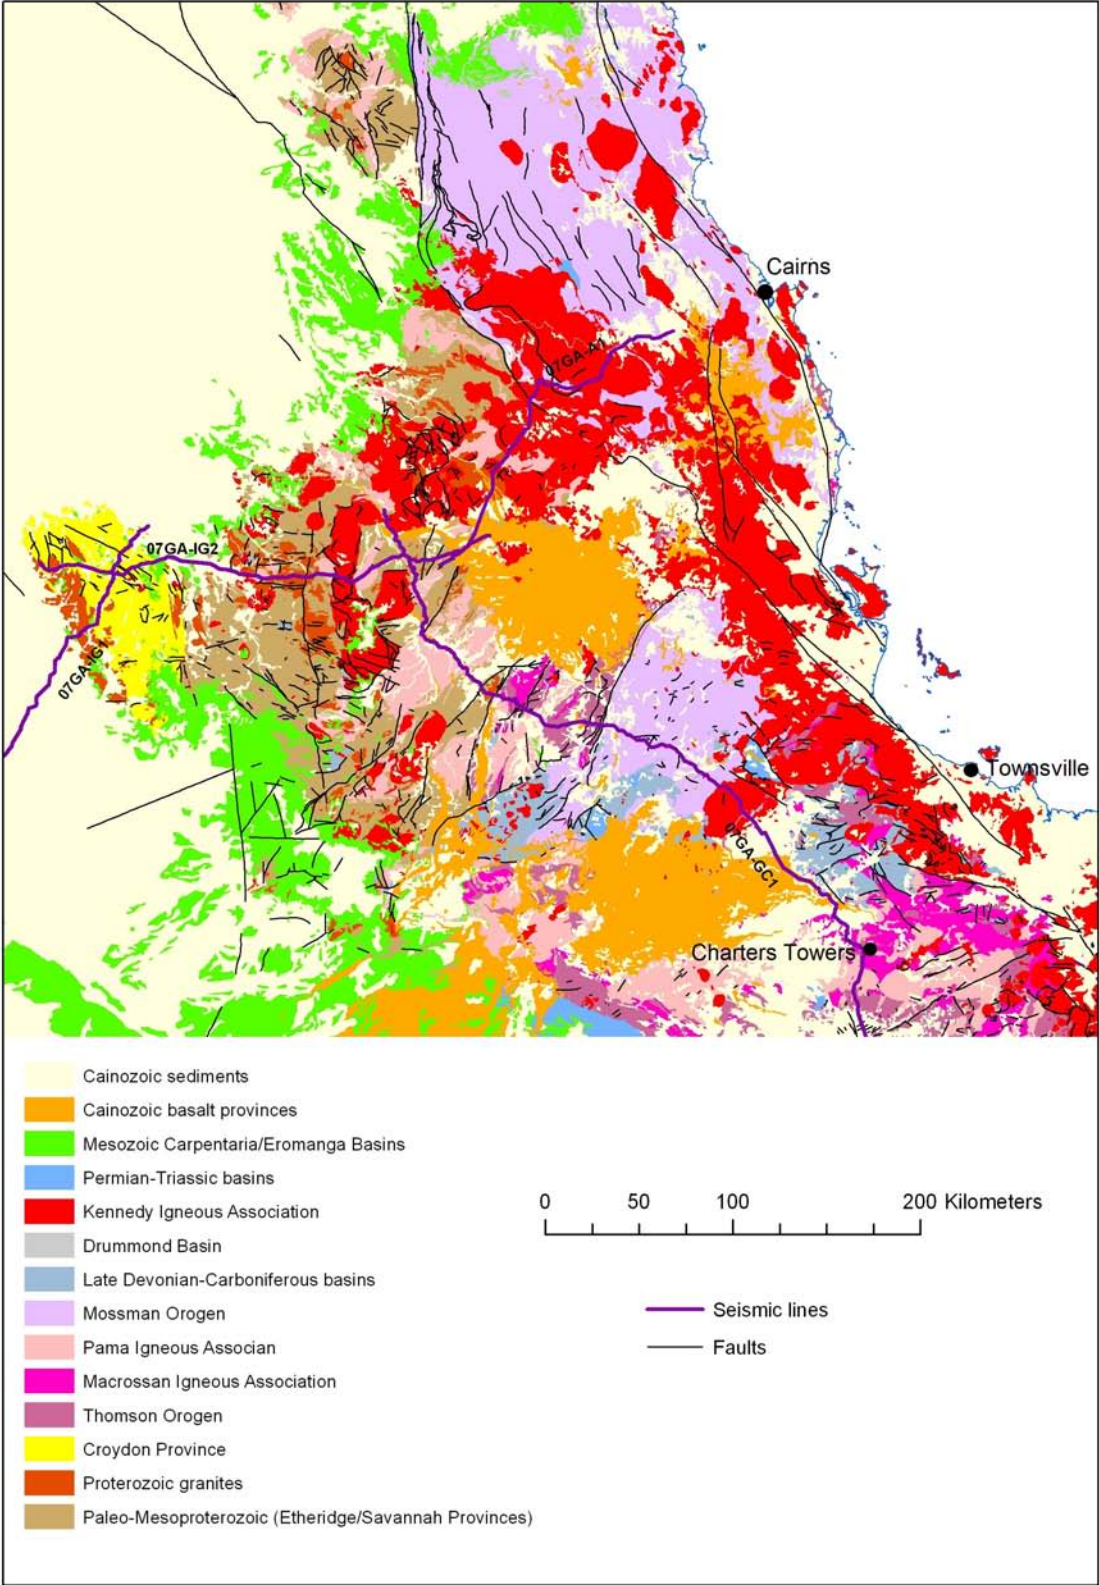 Cairns
07GA-A1
07GA-IG2
07GA-IG1
Townsville
07GA-GC1
Charters Towers
Cainozoic sediments
Cainozoic basalt provinces
Mesozoic Carpentaria/Eromanga Basins
Permian-Triassic basins
Kennedy Igneous Association
Drummond Basin
Late Devonian-Carboniferous basins
Mossman Orogen
Pama Igneous Associan
Macrossan Igneous Association
Thomson Orogen
Croydon Province
Proterozoic granites
Paleo-Mesoproterozoic (Etheridge/Savannah Provinces)
0 50 100 200 Kilometers
Seismic lines
Faults